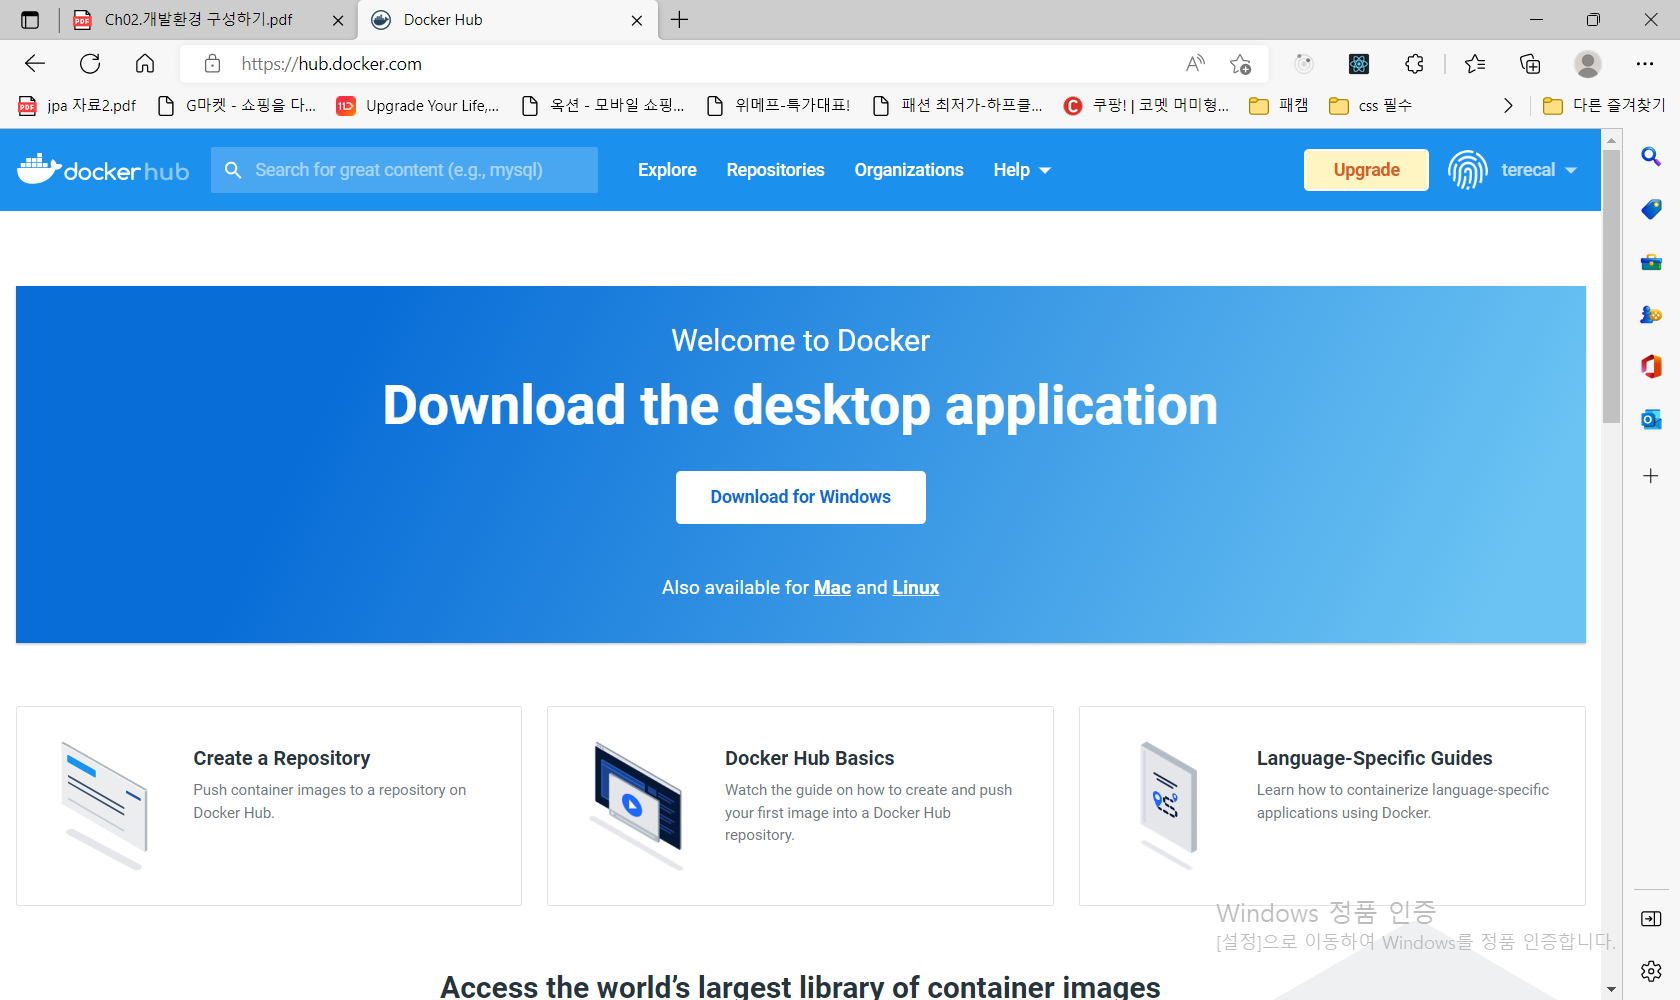 Ch02.개발환경 구성하기.pdf
Docker Hub
https://hub.docker.com
jpa 자료2.pdf
G마켓 - 쇼핑을 다...
Upgrade Your Life,...
옥션 - 모바일 쇼핑...
위메프-특가대표!
패션 최저가-하프클...
쿠팡! | 코멧 머미형...
패캠
css 필수
다른 즐겨찾기
docker hub
Search for great content (e.g., mysql)
Explore
Repositories
Organizations
Help
Upgrade
terecal
Welcome to Docker
Download the desktop application
Download for Windows
Also available for Mac and Linux
Create a Repository
Push container images to a repository on
Docker Hub.
Docker Hub Basics
Watch the guide on how to create and push
your first image into a Docker Hub
repository.
Language-Specific Guides
Learn how to containerize language-specific
applications using Docker.
Windows 정품 인증
[설정]으로 이동하여 Windows를 정품 인증합니다.
Access the world's largest library of container images